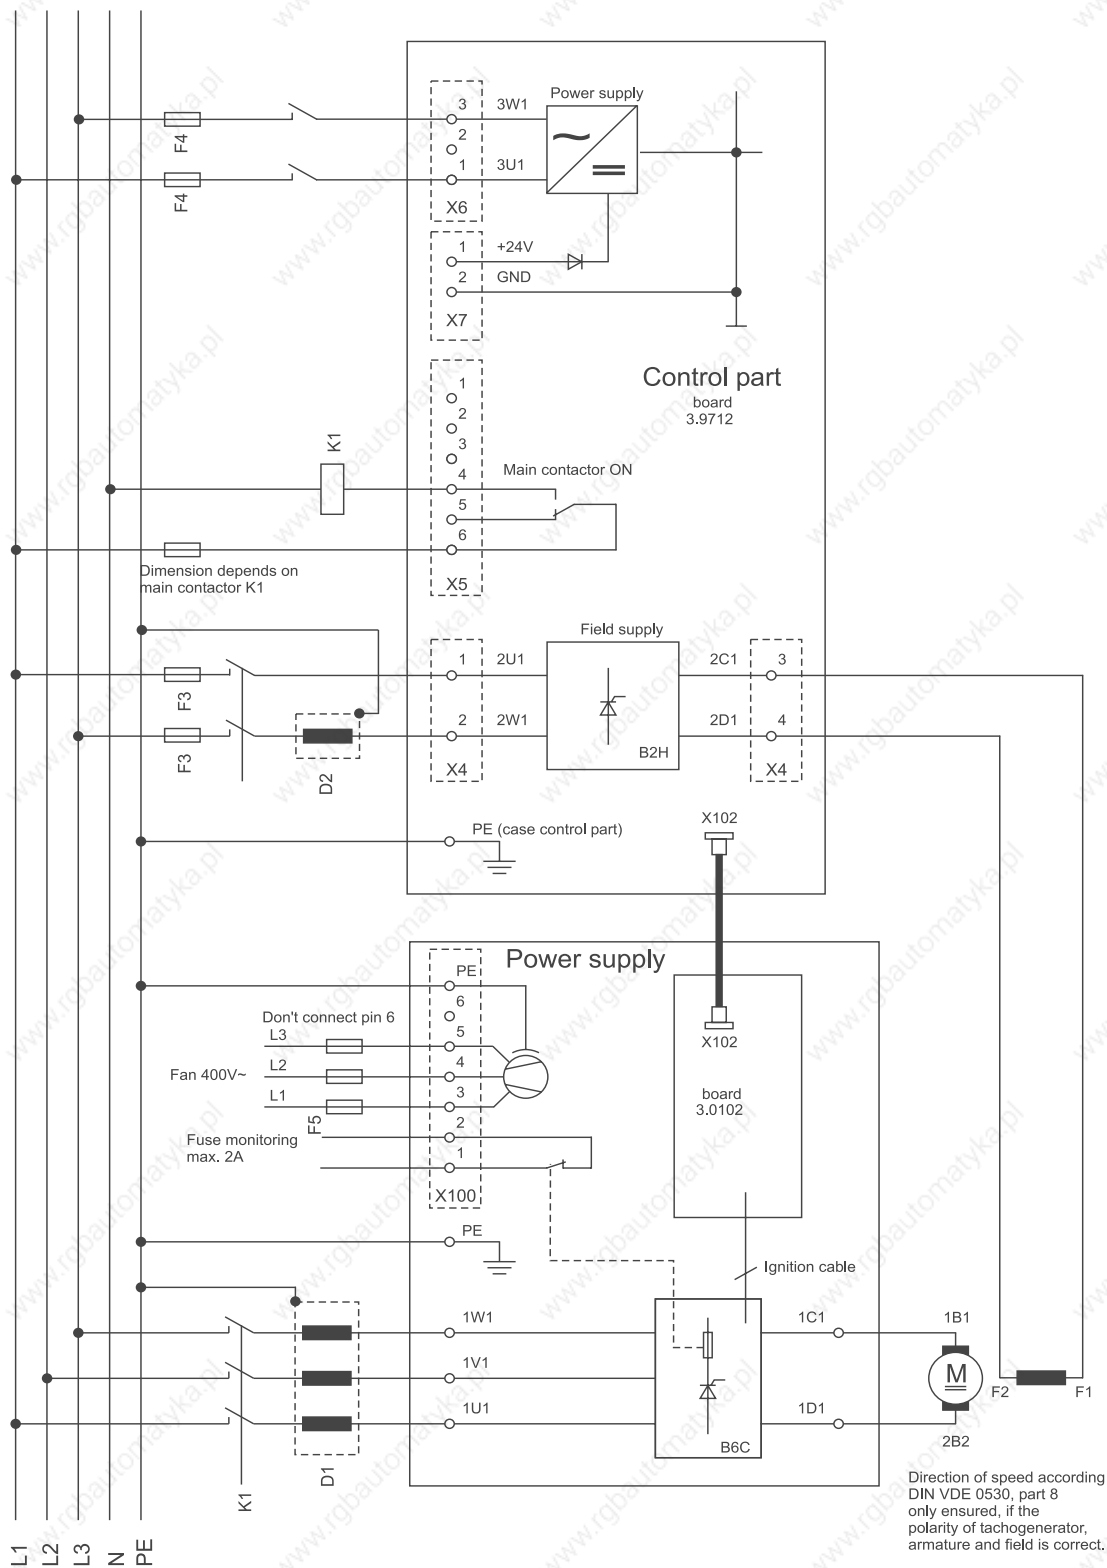 Power supply
3
3W1
2
1
3U1
X6
F4
F4
1
+24V
2
GND
X7
Control part
board
3.9712
1
2
3
4
5
6
X5
K1
Main contactor ON
Dimension depends on
main contactor K1
Field supply
1
2U1
2C1
3
2
2W1
2D1
4
X4
B2H
X4
F3
F3
D2
PE (case control part)
X102
Power supply
PE
6
Don't connect pin 6
L3
5
X102
Fan 400V~
L2
4
L1
3
F5
2
Fuse monitoring
max. 2A
1
X100
board
3.0102
PE
Ignition cable
1W1
1C1
1B1
1V1
M
F2
F1
1U1
1D1
B6C
2B2
D1
K1
Direction of speed according
DIN VDE 0530, part 8
only ensured, if the
polarity of tachogenerator,
armature and field is correct.
L1
L2
L3
N
PE
www.rgbautomatyka.pl